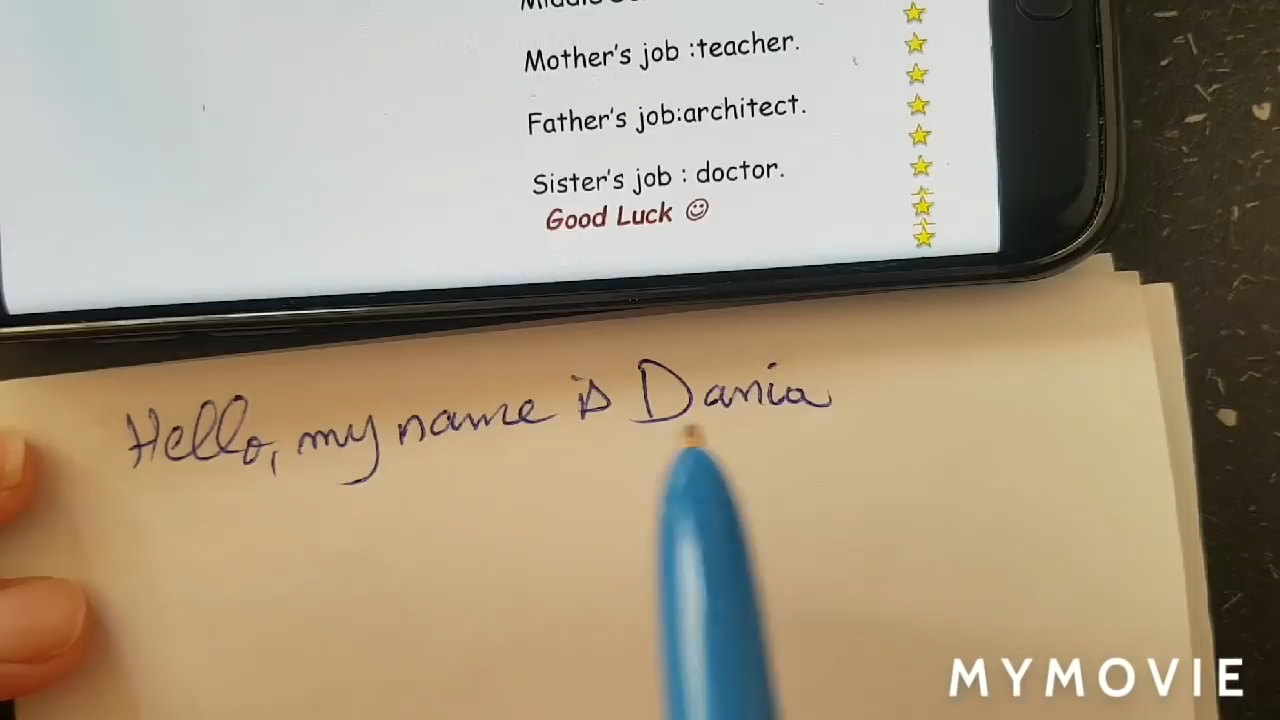 Mother's job :teacher.
Father's job:architect.
Sister's job : doctor.
Good Luck ☺
Hello, my name is Dania
MYMOVIE